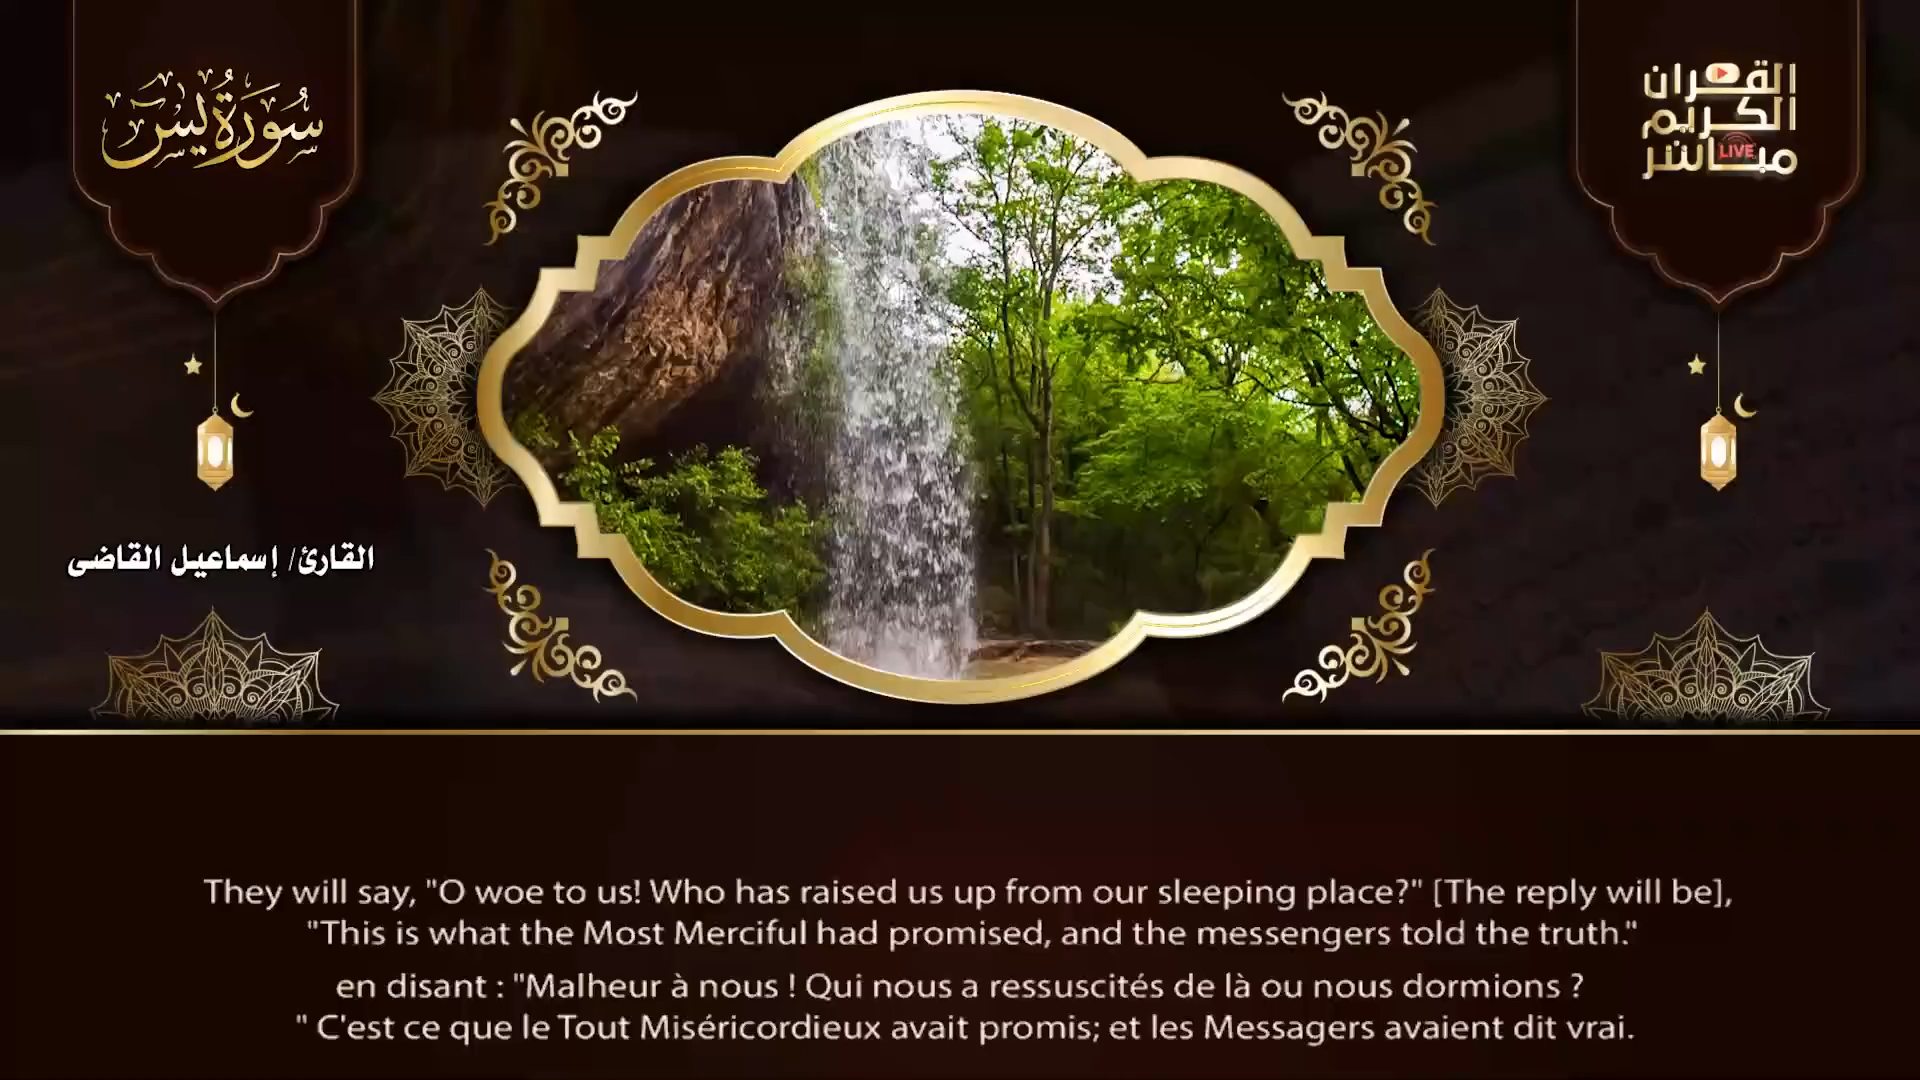 سُورَةُ يسٓ
القرآن
الكريم
مباشر
LIVE
القارئ/ إسماعيل القاضى
They will say, "O woe to us! Who has raised us up from our sleeping place?" [The reply will be],
"This is what the Most Merciful had promised, and the messengers told the truth."
en disant : "Malheur à nous ! Qui nous a ressuscités de là ou nous dormions ?
" C'est ce que le Tout Miséricordieux avait promis; et les Messagers avaient dit vrai.